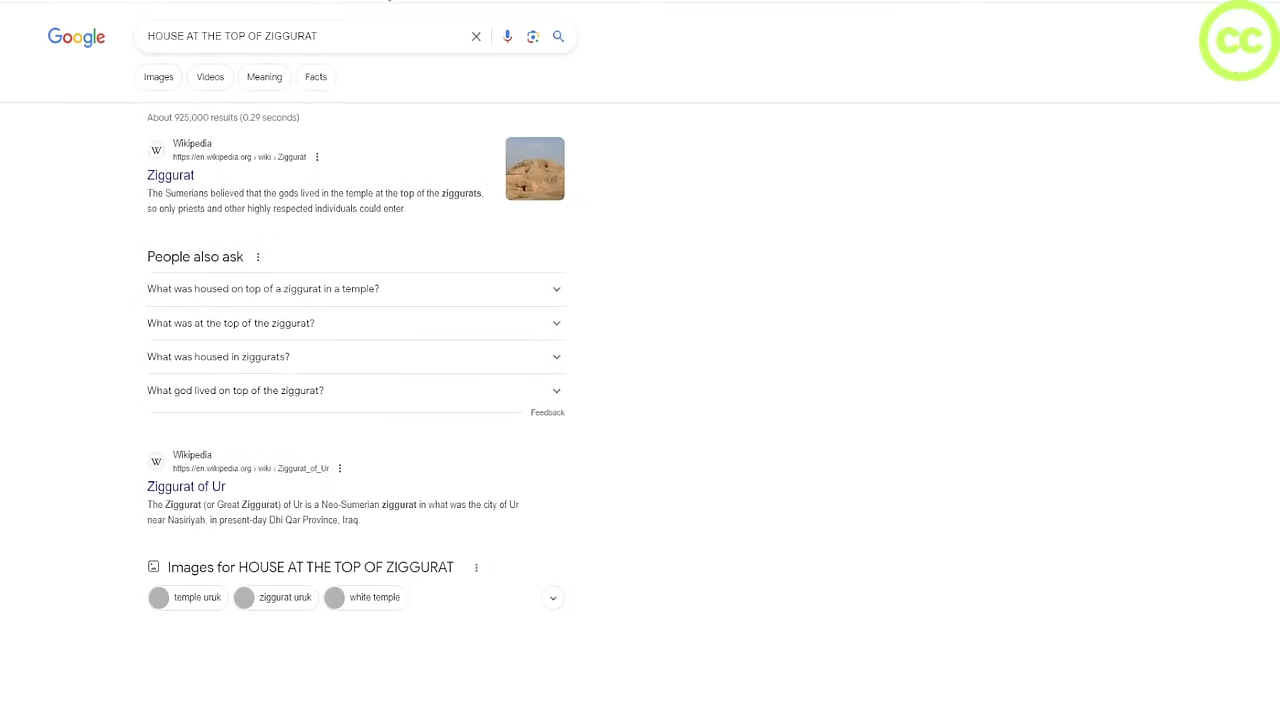 CC
Google
HOUSE AT THE TOP OF ZIGGURAT
Images
Videos
Meaning
Facts
About 925,000 results (0.29 seconds)
W
Wikipedia
https://en.wikipedia.org › wiki › Ziggurat
Ziggurat
The Sumerians believed that the gods lived in the temple at the top of the ziggurats,
so only priests and other highly respected individuals could enter
People also ask
What was housed on top of a ziggurat in a temple?
What was at the top of the ziggurat?
What was housed in ziggurats?
What god lived on top of the ziggurat?
Feedback
W
Wikipedia
https://en.wikipedia.org › wiki › Ziggurat_of_Ur
Ziggurat of Ur
The Ziggurat (or Great Ziggurat) of Ur is a Neo-Sumerian ziggurat in what was the city of Ur
near Nasiriyah, in present-day Dhi Qar Province, Iraq.
Images for HOUSE AT THE TOP OF ZIGGURAT
temple uruk
ziggurat uruk
white temple